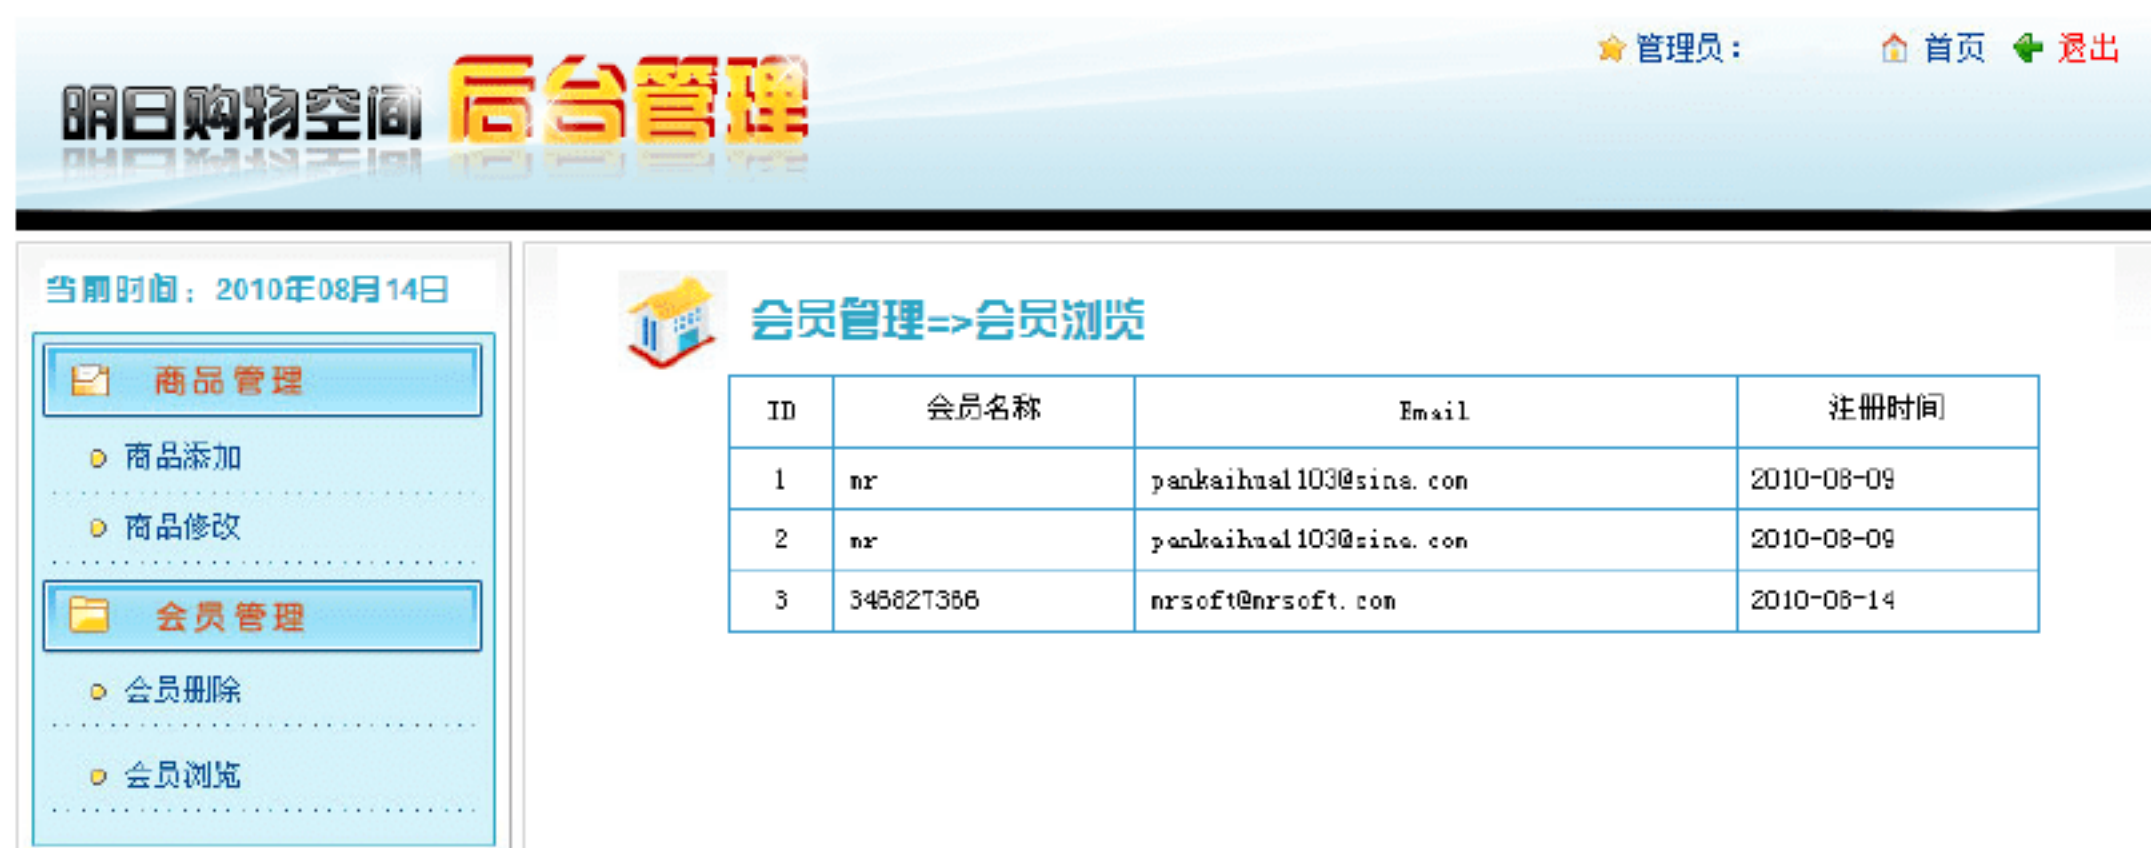 明日购物空间 后台管理
管理员： 首页 退出
当前时间：2010年08月14日
商品管理
商品添加
商品修改
会员管理
会员删除
会员浏览
会员管理=>会员浏览
ID 会员名称 Email 注册时间
1 mr pankaihua1103@sina.com 2010-08-09
2 mr pankaihua1103@sina.com 2010-08-09
3 mrsoft@mrsoft.com 2010-08-14